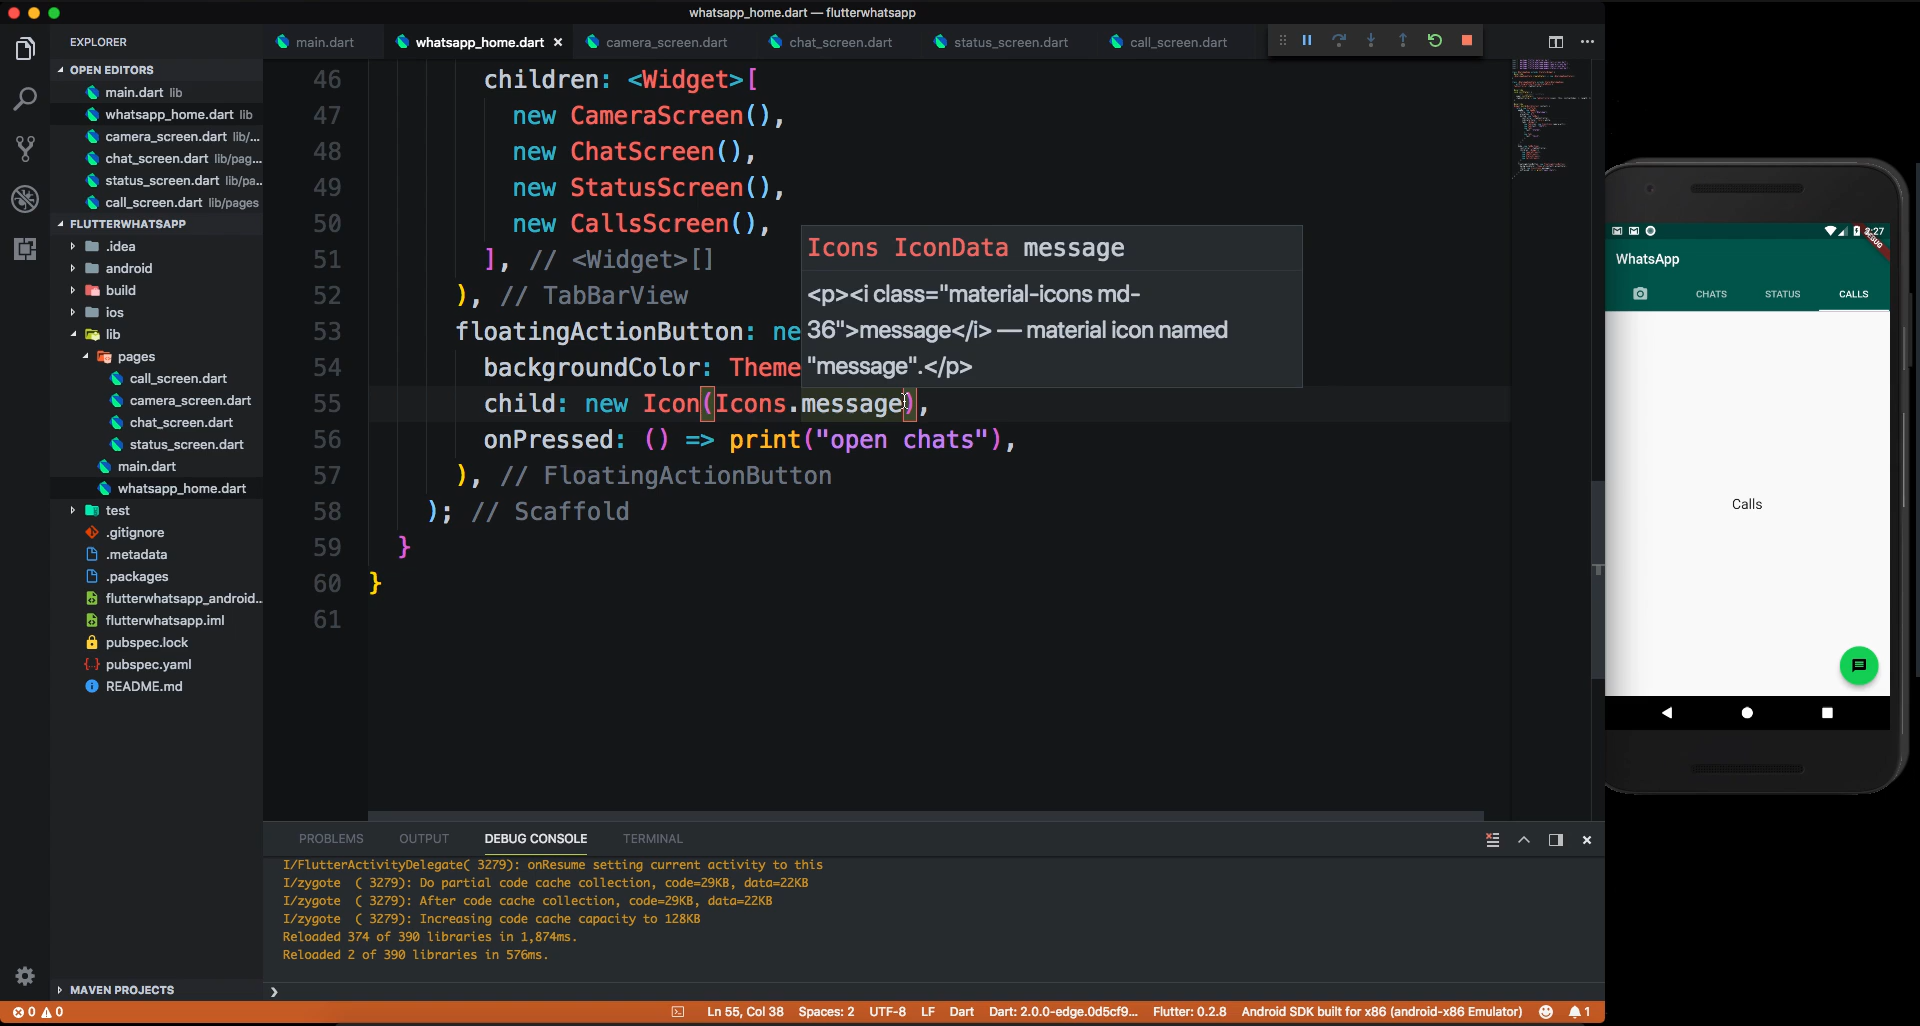 whatsapp_home.dart — flutterwhatsapp
EXPLORER
OPEN EDITORS
main.dart lib
whatsapp_home.dart lib
camera_screen.dart lib/...
chat_screen.dart lib/pag...
status_screen.dart lib/pa...
call_screen.dart lib/pages
FLUTTERWHATSAPP
.idea
android
build
ios
lib
pages
call_screen.dart
camera_screen.dart
chat_screen.dart
status_screen.dart
main.dart
whatsapp_home.dart
test
.gitignore
.metadata
.packages
flutterwhatsapp_android...
flutterwhatsapp.iml
pubspec.lock
pubspec.yaml
README.md
MAVEN PROJECTS
main.dart whatsapp_home.dart camera_screen.dart chat_screen.dart status_screen.dart call_screen.dart
46 children: <Widget>[
47 new CameraScreen(),
48 new ChatScreen(),
49 new StatusScreen(),
50 new CallsScreen(),
51 ], // <Widget>[]
52 ), // TabBarView
53 floatingActionButton: ne
54 backgroundColor: Theme
55 child: new Icon(Icons.message),
56 onPressed: () => print("open chats"),
57 ), // FloatingActionButton
58 ); // Scaffold
59 }
60 }
61
Icons IconData message
<p><i class="material-icons md-
36">message</i> — material icon named
"message".</p>
PROBLEMS OUTPUT DEBUG CONSOLE TERMINAL
I/FlutterActivityDelegate( 3279): onResume setting current activity to this
I/zygote  ( 3279): Do partial code cache collection, code=29KB, data=22KB
I/zygote  ( 3279): After code cache collection, code=29KB, data=22KB
I/zygote  ( 3279): Increasing code cache capacity to 128KB
Reloaded 374 of 390 libraries in 1,874ms.
Reloaded 2 of 390 libraries in 576ms.
0 0 Ln 55, Col 38 Spaces: 2 UTF-8 LF Dart Dart: 2.0.0-edge.0d5cf9... Flutter: 0.2.8 Android SDK built for x86 (android-x86 Emulator) 1
:27
WhatsApp
CHATS STATUS CALLS
Calls